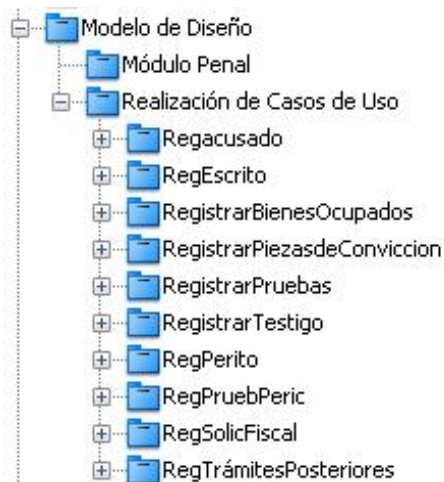 Modelo de Diseño
Módulo Penal
Realización de Casos de Uso
Regacusado
RegEscrito
RegistrarBienesOcupados
RegistrarPiezasdeConviccion
RegistrarPruebas
RegistrarTestigo
RegPerito
RegPruebPeric
RegSolicFiscal
RegTrámitesPosteriores